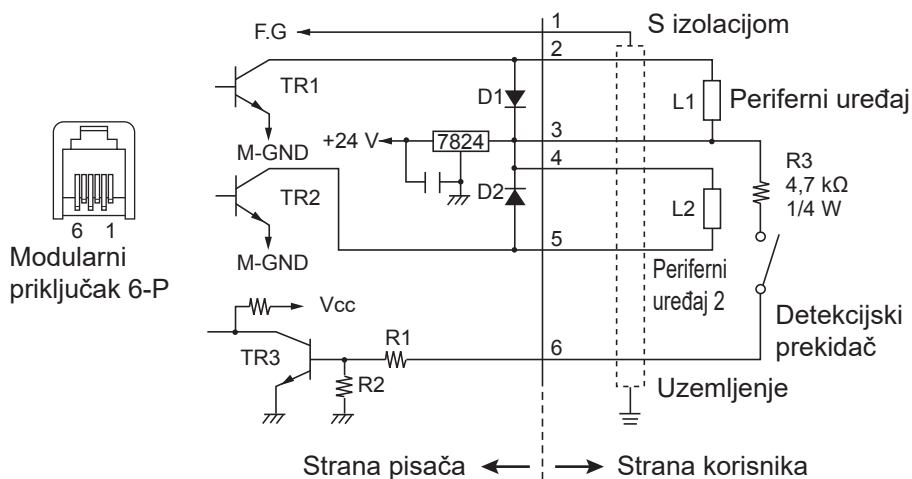 1
S izolacijom
F.G
2
TR1
D1
L1
Periferni uređaj
+24 V
7824
3
M-GND
4
R3
4,7 kΩ
1/4 W
TR2
D2
L2
6 1
5
Modularni
priključak 6-P
M-GND
Periferni
uređaj 2
Vcc
Detekcijski
prekidač
R1
6
TR3
R2
Uzemljenje
Strana pisača
Strana korisnika